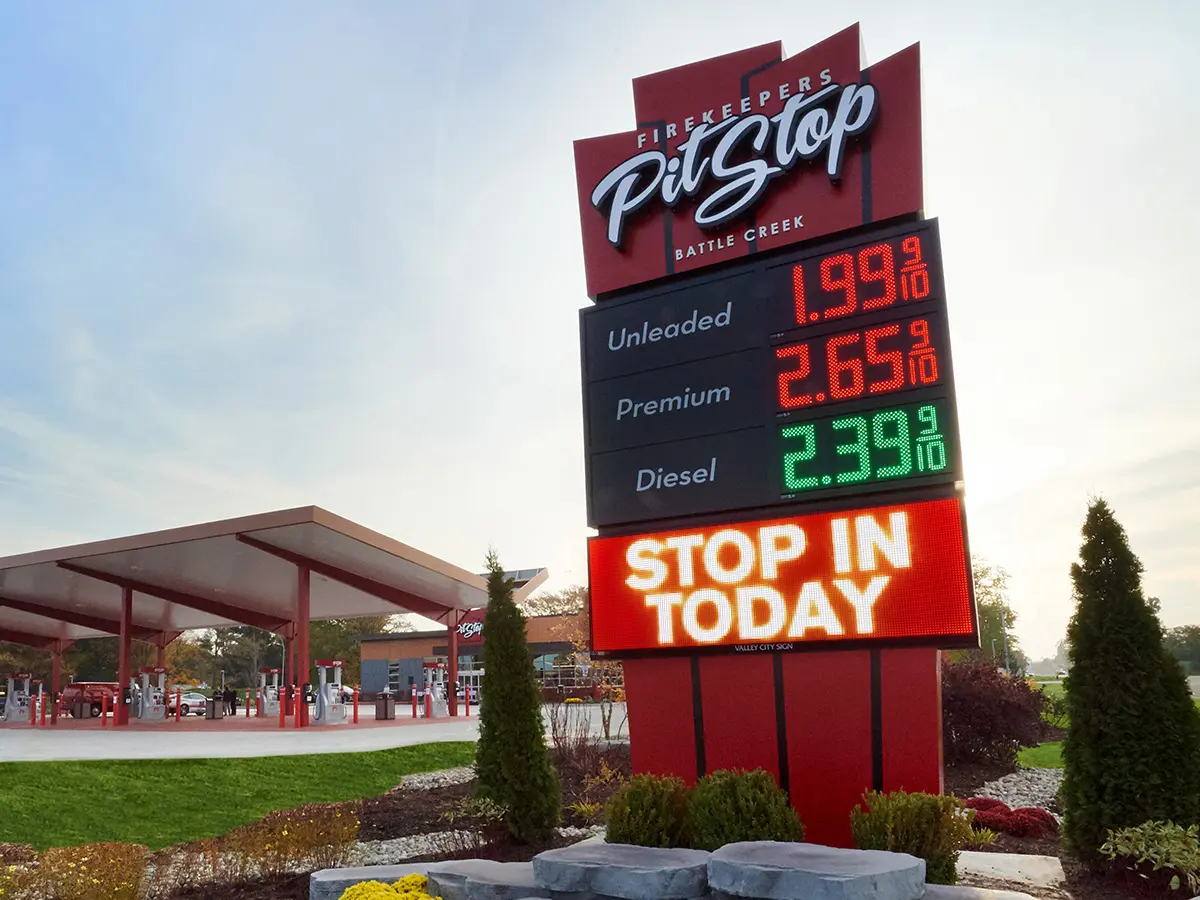 FIREKEEPERS
PitStop
BATTLE CREEK
Unleaded 1.99 9/10
Premium 2.65 9/10
Diesel 2.39 9/10
STOP IN
TODAY
VALLEY CITY SIGN
PitStop